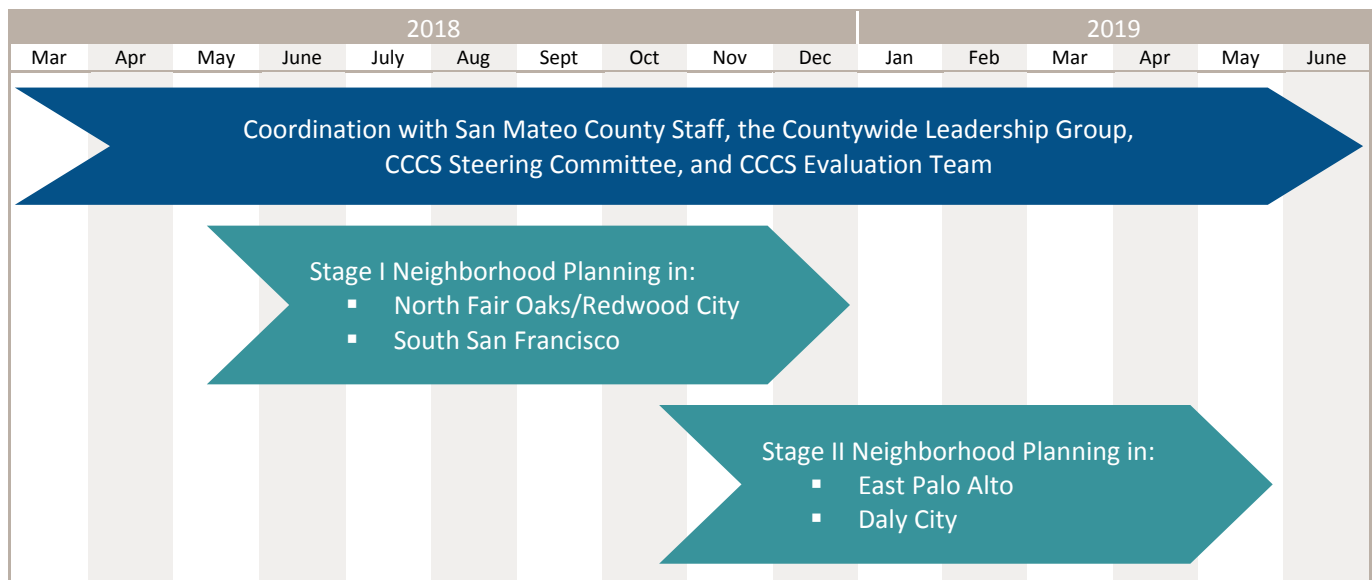 2018 2019
Mar Apr May June July Aug Sept Oct Nov Dec Jan Feb Mar Apr May June
Coordination with San Mateo County Staff, the Countywide Leadership Group,
CCCS Steering Committee, and CCCS Evaluation Team
Stage I Neighborhood Planning in:
▪ North Fair Oaks/Redwood City
▪ South San Francisco
Stage II Neighborhood Planning in:
▪ East Palo Alto
▪ Daly City